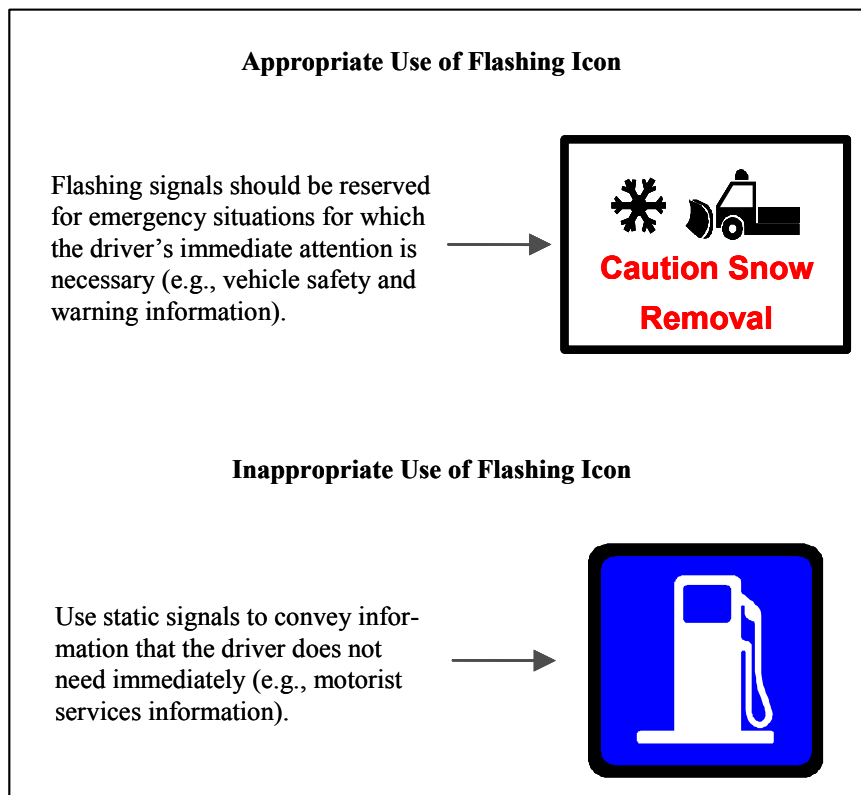 Appropriate Use of Flashing Icon
Flashing signals should be reserved
for emergency situations for which
the driver’s immediate attention is
necessary (e.g., vehicle safety and
warning information).
Caution Snow
Removal
Inappropriate Use of Flashing Icon
Use static signals to convey infor-
mation that the driver does not
need immediately (e.g., motorist
services information).